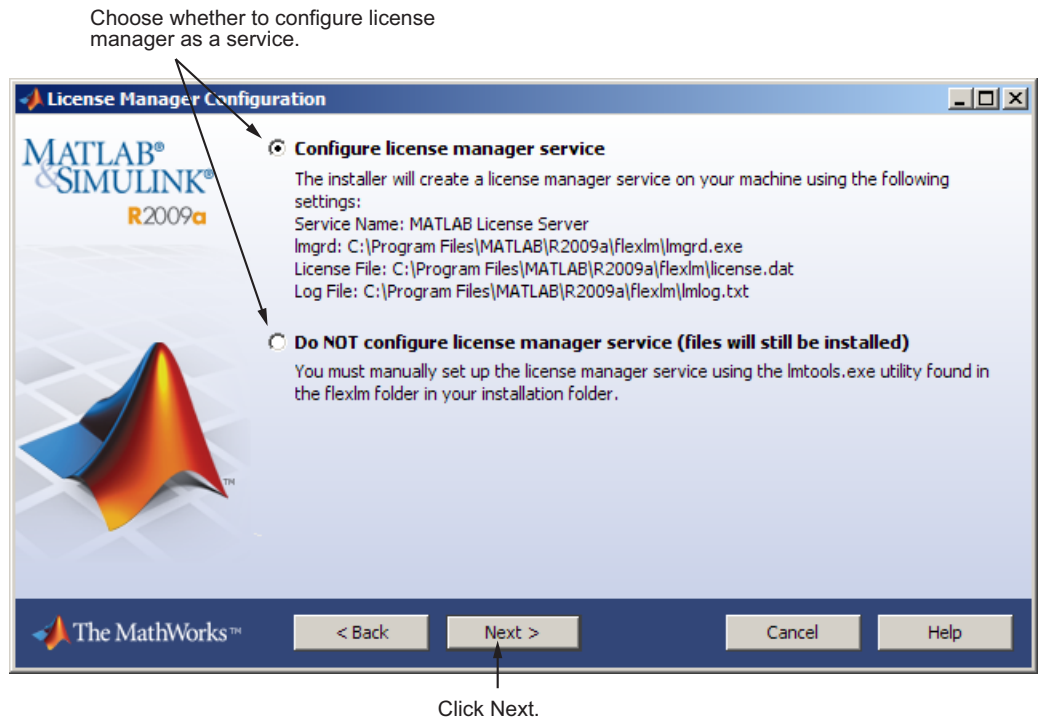 Choose whether to configure license
manager as a service.
License Manager Configuration
MATLAB®
&SIMULINK®
R2009a
Configure license manager service
The installer will create a license manager service on your machine using the following
settings:
Service Name: MATLAB License Server
lmgrd: C:\Program Files\MATLAB\R2009a\flexlm\lmgrd.exe
License File: C:\Program Files\MATLAB\R2009a\flexlm\license.dat
Log File: C:\Program Files\MATLAB\R2009a\flexlm\lmlog.txt
Do NOT configure license manager service (files will still be installed)
You must manually set up the license manager service using the lmtools.exe utility found in
the flexlm folder in your installation folder.
TM
The MathWorks™
< Back
Next >
Cancel
Help
Click Next.